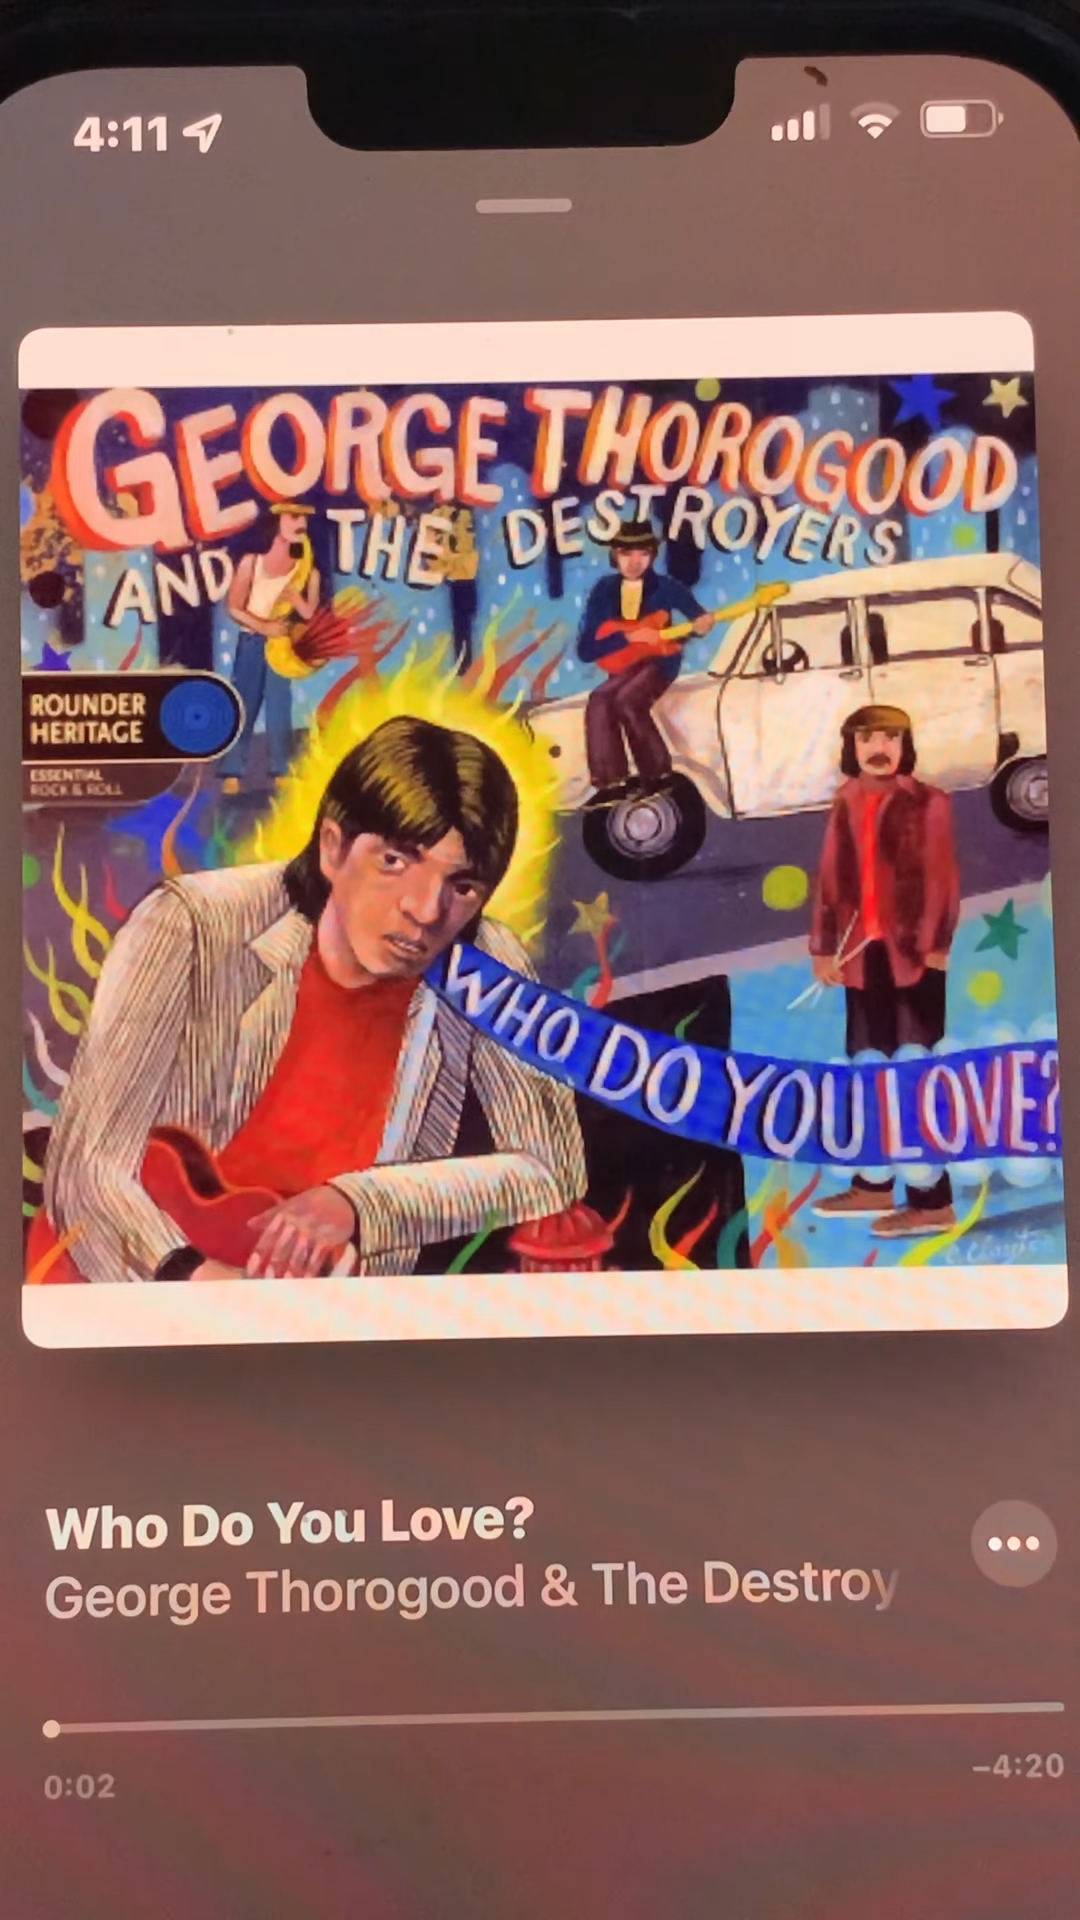 4:11
GEORGE THOROGOOD
AND THE DESTROYERS
ROUNDER
HERITAGE
ESSENTIAL
ROCK & ROLL
WHO DO YOU LOVE?
C. Clayton
Who Do You Love?
George Thorogood & The Destroy
0:02
-4:20